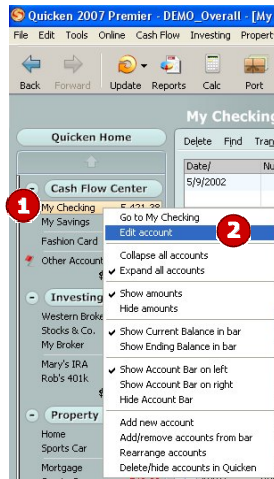 Quicken 2007 Premier - DEMO_Overall - [My
File Edit Tools Online Cash Flow Investing Propert
Back Forward Update Reports Calc Port
My Checking
Quicken Home
Delete Find Tran
Date/ Nu
5/9/2002
Cash Flow Center
1
My Checking 5,421.38
My Savings
Fashion Card
Other Account
$
Go to My Checking
Edit account
2
Collapse all accounts
Expand all accounts
Show amounts
Hide amounts
Show Current Balance in bar
Show Ending Balance in bar
Show Account Bar on left
Show Account Bar on right
Hide Account Bar
Add new account
Add/remove accounts from bar
Rearrange accounts
Delete/hide accounts in Quicken
Investing
Western Broke
Stocks & Co.
My Broker
Mary's IRA
Rob's 401k
$
Property
Home
Sports Car
Mortgage